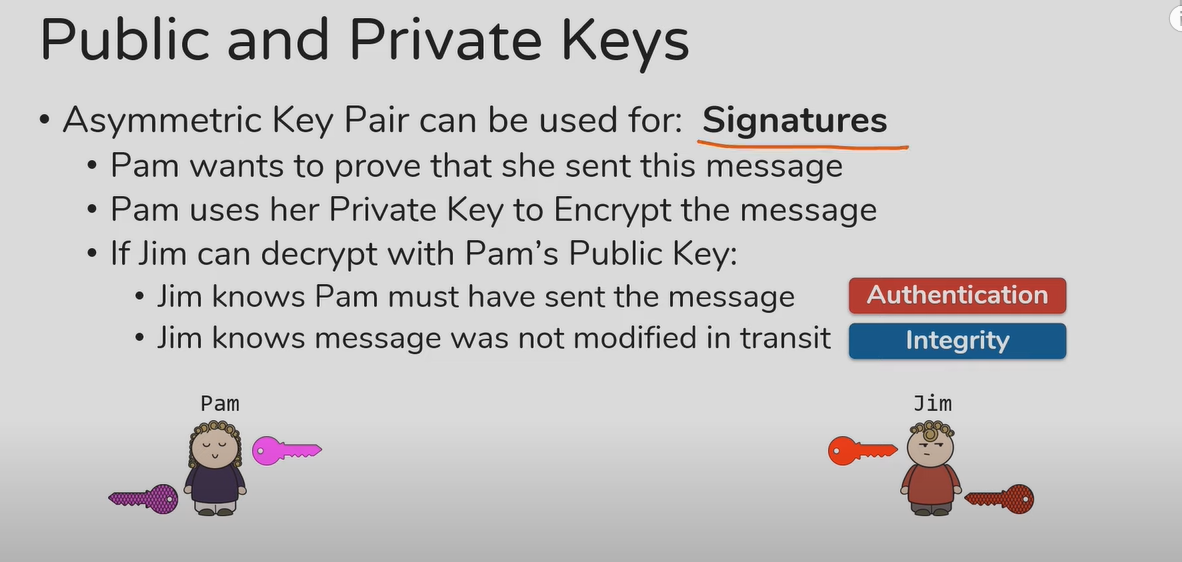 Public and Private Keys
• Asymmetric Key Pair can be used for: Signatures
• Pam wants to prove that she sent this message
• Pam uses her Private Key to Encrypt the message
• If Jim can decrypt with Pam’s Public Key:
• Jim knows Pam must have sent the message Authentication
• Jim knows message was not modified in transit Integrity
Pam Jim